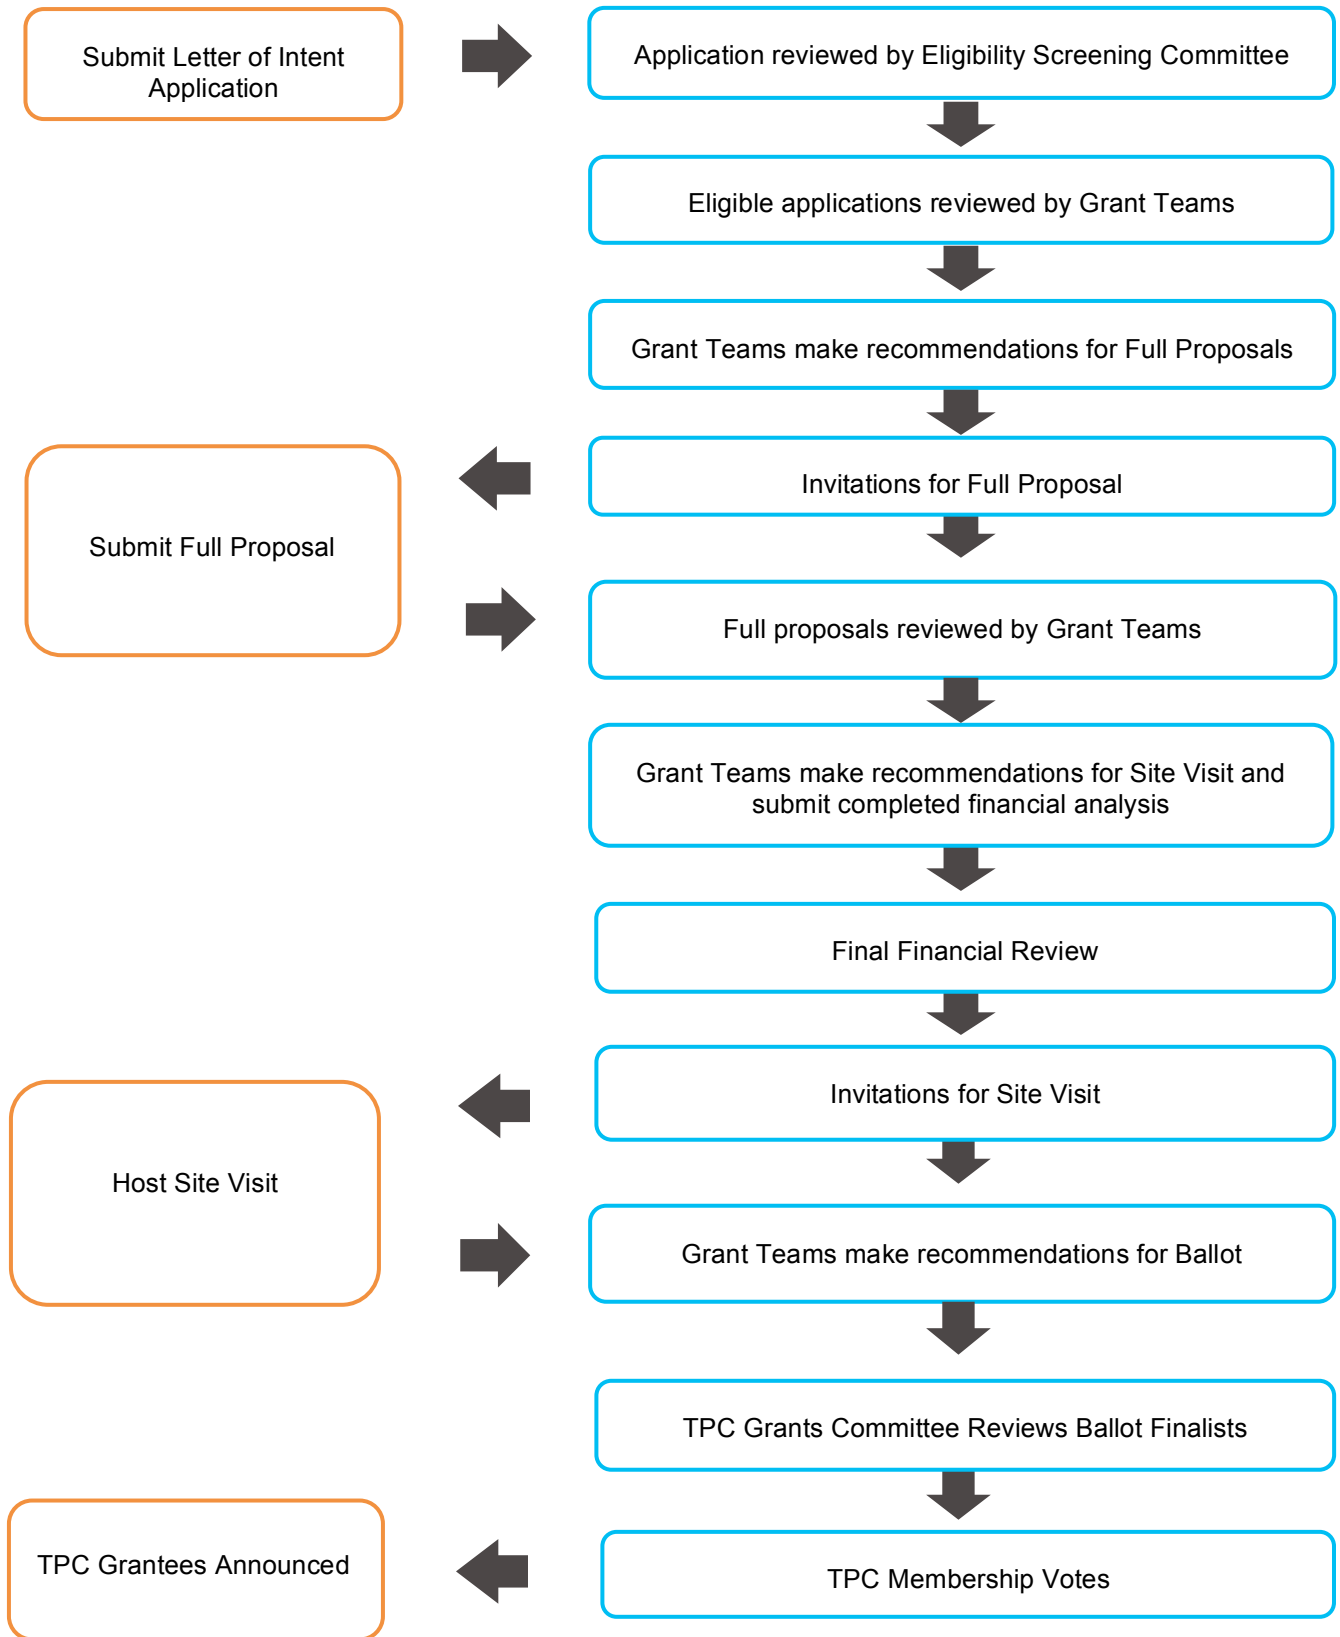 Submit Letter of Intent
Application
Application reviewed by Eligibility Screening Committee
Eligible applications reviewed by Grant Teams
Grant Teams make recommendations for Full Proposals
Invitations for Full Proposal
Submit Full Proposal
Full proposals reviewed by Grant Teams
Grant Teams make recommendations for Site Visit and
submit completed financial analysis
Final Financial Review
Invitations for Site Visit
Host Site Visit
Grant Teams make recommendations for Ballot
TPC Grants Committee Reviews Ballot Finalists
TPC Grantees Announced
TPC Membership Votes